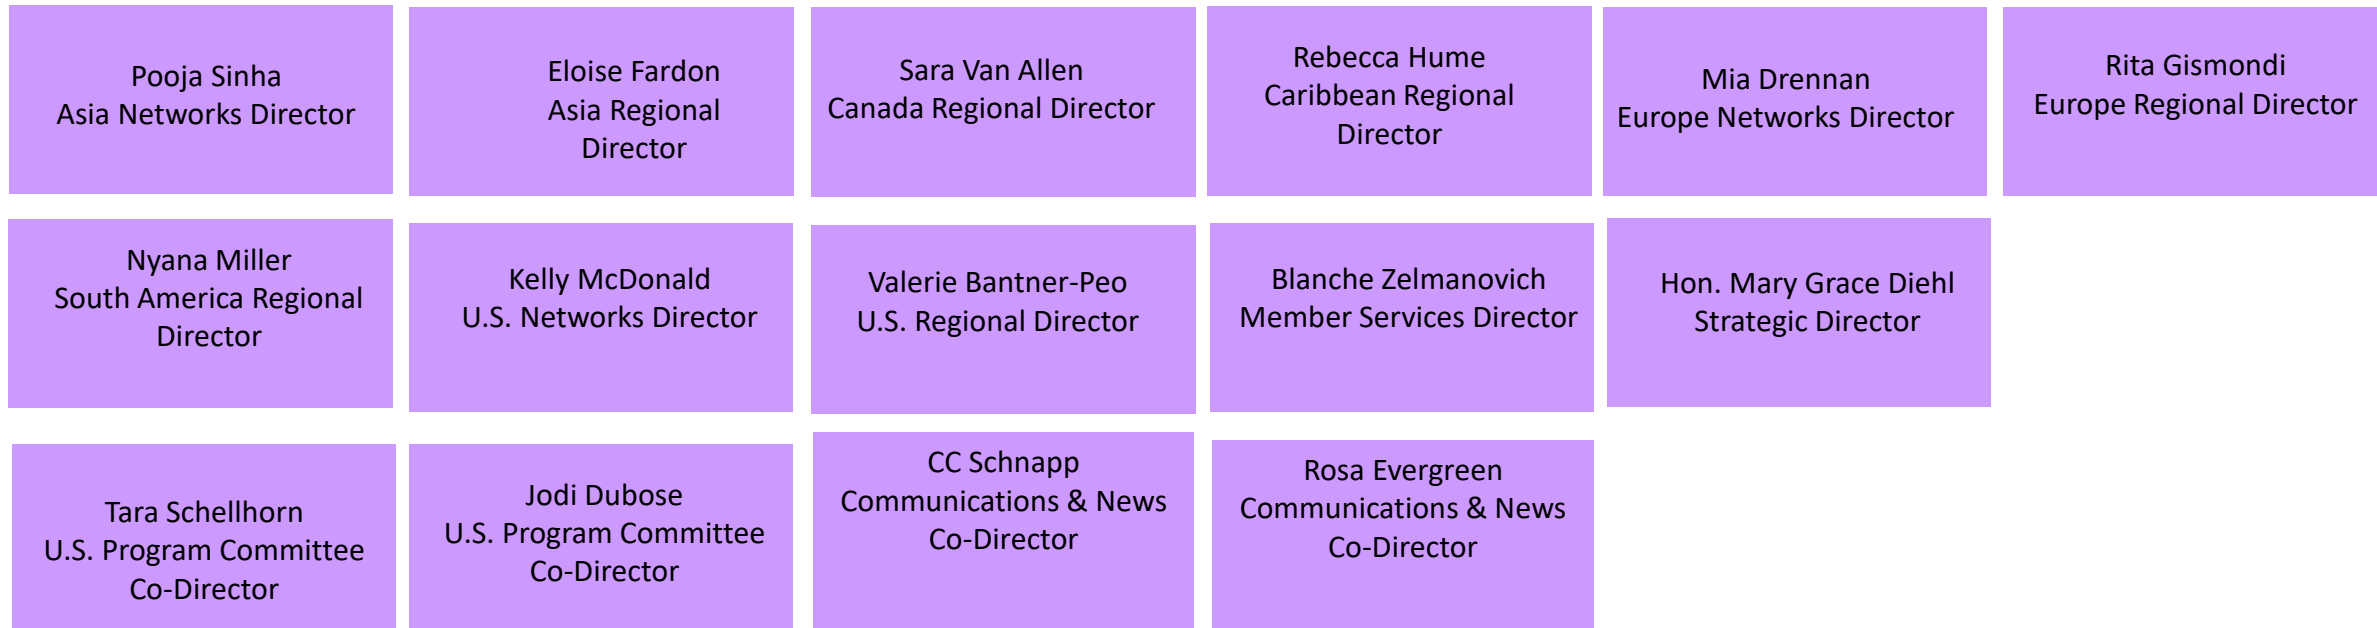 Pooja Sinha
Asia Networks Director
Eloise Fardon
Asia Regional
Director
Sara Van Allen
Canada Regional Director
Rebecca Hume
Caribbean Regional
Director
Mia Drennan
Europe Networks Director
Rita Gismondi
Europe Regional Director
Nyana Miller
South America Regional
Director
Kelly McDonald
U.S. Networks Director
Valerie Bantner-Peo
U.S. Regional Director
Blanche Zelmanovich
Member Services Director
Hon. Mary Grace Diehl
Strategic Director
Tara Schellhorn
U.S. Program Committee
Co-Director
Jodi Dubose
U.S. Program Committee
Co-Director
CC Schnapp
Communications & News
Co-Director
Rosa Evergreen
Communications & News
Co-Director